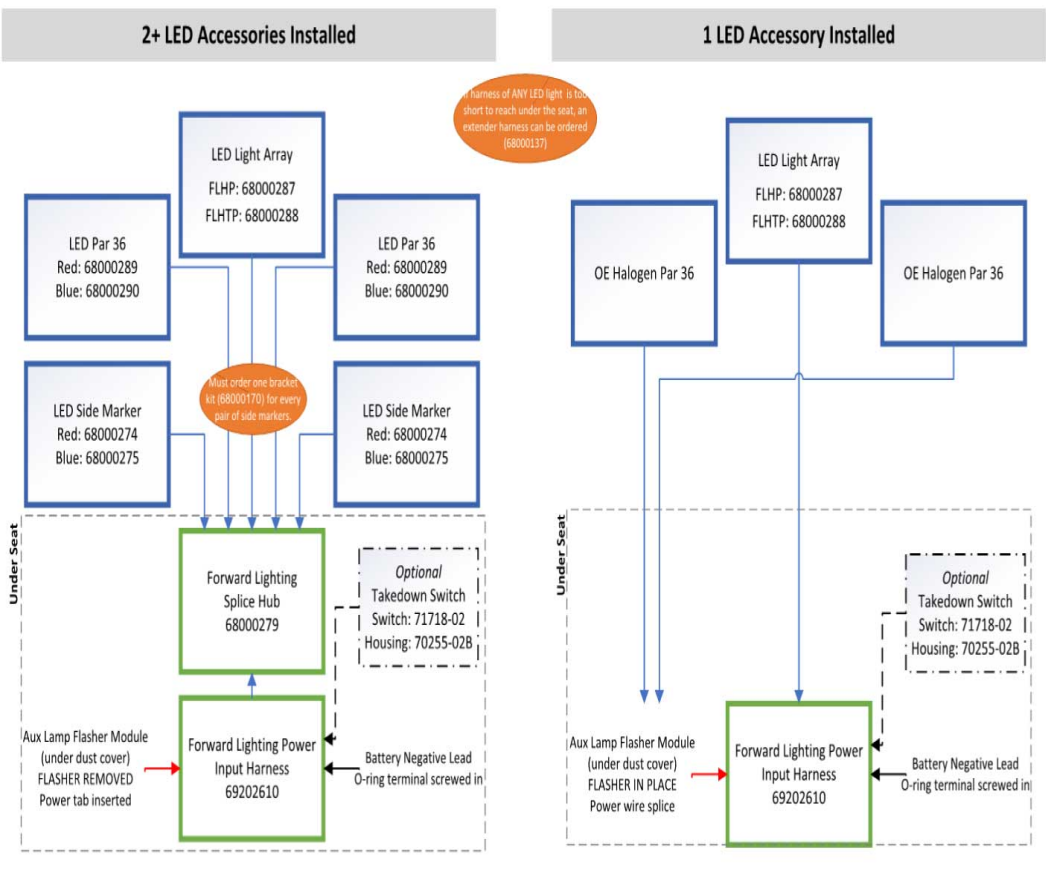 2+ LED Accessories Installed
1 LED Accessory Installed
harness of ANY LED light is too
short to reach under the seat, an
extender harness can be ordered
(68000137)
LED Light Array
FLHP: 68000287
FLHTP: 68000288
LED Par 36
Red: 68000289
Blue: 68000290
LED Par 36
Red: 68000289
Blue: 68000290
Must order one bracket
kit (68000170) for every
pair of side markers.
LED Side Marker
Red: 68000274
Blue: 68000275
LED Side Marker
Red: 68000274
Blue: 68000275
Under Seat
Forward Lighting
Splice Hub
68000279
Optional
Takedown Switch
Switch: 71718-02
Housing: 70255-02B
Aux Lamp Flasher Module
(under dust cover)
FLASHER REMOVED
Power tab inserted
Forward Lighting Power
Input Harness
69202610
Battery Negative Lead
O-ring terminal screwed in
LED Light Array
FLHP: 68000287
FLHTP: 68000288
OE Halogen Par 36
OE Halogen Par 36
Under Seat
Optional
Takedown Switch
Switch: 71718-02
Housing: 70255-02B
Aux Lamp Flasher Module
(under dust cover)
FLASHER IN PLACE
Power wire splice
Forward Lighting Power
Input Harness
69202610
Battery Negative Lead
O-ring terminal screwed in